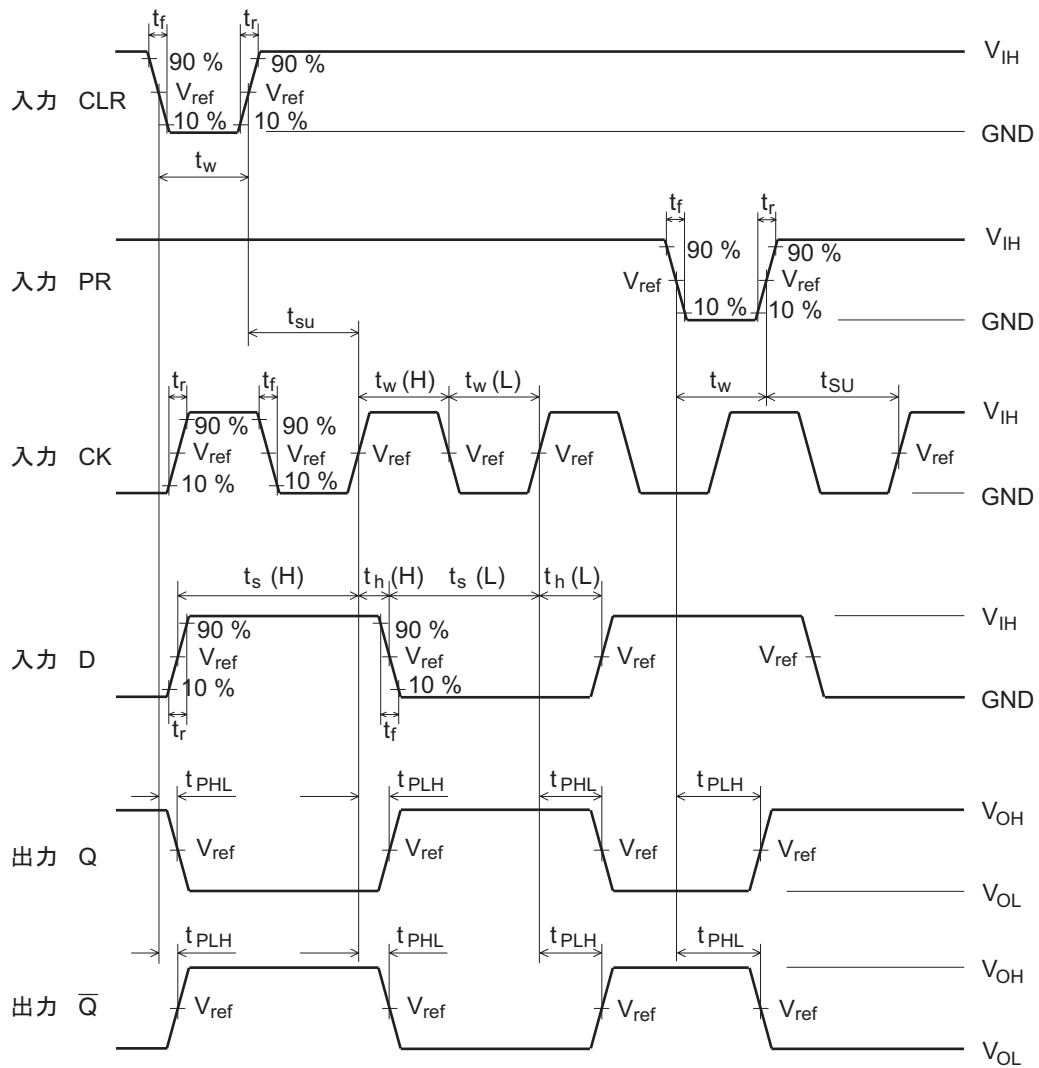 tf tr
90 % 90 % VIH
入力 CLR Vref Vref
10 % 10 % GND
tw
tf tr
VIH
90 % 90 %
入力 PR Vref Vref
10 % 10 %
tsu GND
tr tf tw (H) tw (L) tw tSU
VIH
90 % 90 %
入力 CK Vref Vref Vref Vref Vref Vref
10 % 10 % GND
ts (H) th (H) ts (L) th (L)
VIH
90 % 90 %
入力 D Vref Vref Vref Vref
10 % 10 % GND
tr tf
tPHL tPLH tPHL tPLH
VOH
出力 Q Vref Vref Vref Vref
VOL
tPLH tPHL tPLH tPHL
VOH
出力 Q̅ Vref Vref Vref Vref
VOL